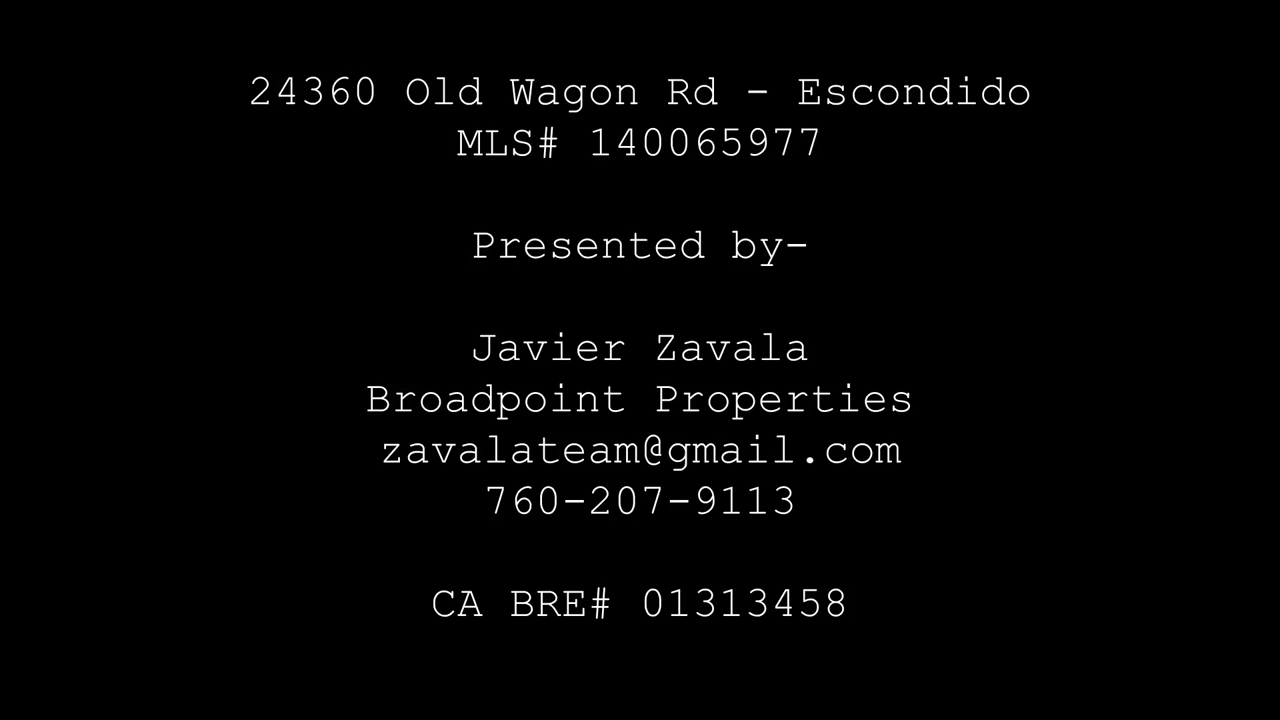 24360 Old Wagon Rd - Escondido
MLS# 140065977
Presented by-
Javier Zavala
Broadpoint Properties
zavalateam@gmail.com
760-207-9113
CA BRE# 01313458